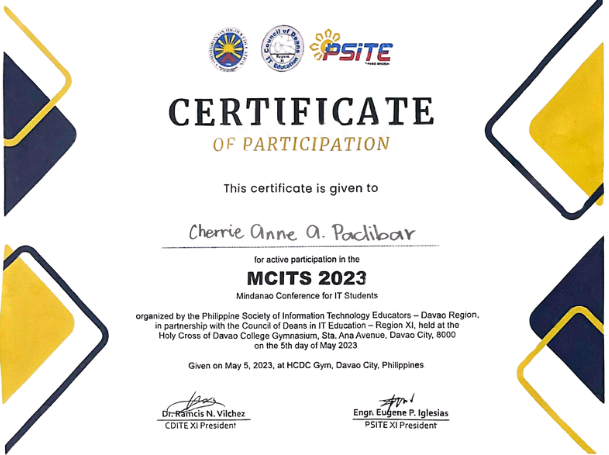 Council of Deans
IT Education
PSITE
CERTIFICATE
OF PARTICIPATION
This certificate is given to
Cherrie Anne A. Padibar
for active participation in the
MCITS 2023
Mindanao Conference for IT Students
organized by the Philippine Society of Information Technology Educators – Davao Region,
in partnership with the Council of Deans in IT Education – Region XI, held at the
Holy Cross of Davao College Gymnasium, Sta. Ana Avenue, Davao City, 8000
on the 5th day of May 2023
Given on May 5, 2023, at HCDC Gym, Davao City, Philippines
Dr. Ramcis N. Vilchez
CDITE XI President
Engr. Eugene P. Iglesias
PSITE XI President